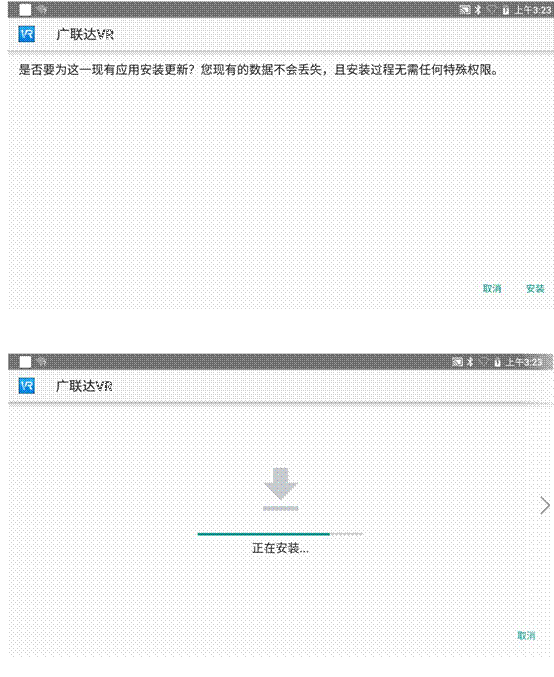 上午3:23
VR 广联达VR
是否要为这一现有应用安装更新？您现有的数据不会丢失，且安装过程无需任何特殊权限。
取消 安装
上午3:23
VR 广联达VR
正在安装...
取消